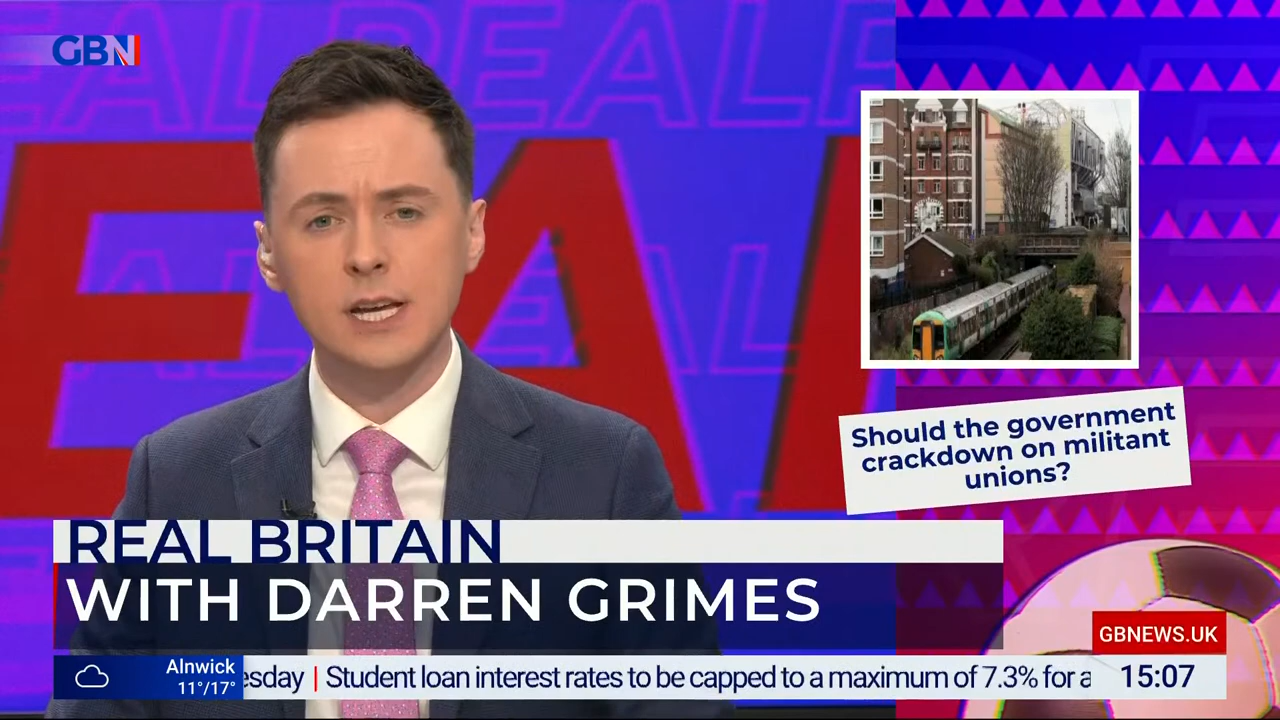 GBN
Should the government
crackdown on militant
unions?
REAL BRITAIN
WITH DARREN GRIMES
GBNEWS.UK
Alnwick
11°/17°
esday | Student loan interest rates to be capped to a maximum of 7.3% for a
15:07